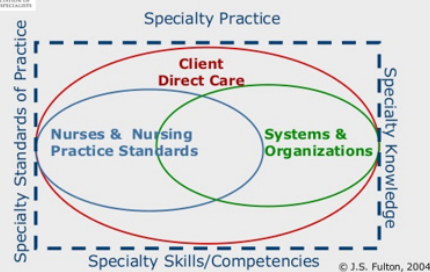 SPECIALISTS
Specialty Practice
Specialty Standards of Practice
Client
Direct Care
Nurses & Nursing
Practice Standards
Systems &
Organizations
Specialty Knowledge
Specialty Skills/Competencies
© J.S. Fulton, 2004